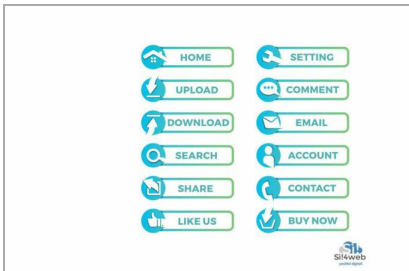 HOME
SETTING
UPLOAD
COMMENT
DOWNLOAD
EMAIL
SEARCH
ACCOUNT
SHARE
CONTACT
LIKE US
BUY NOW
Sil4web